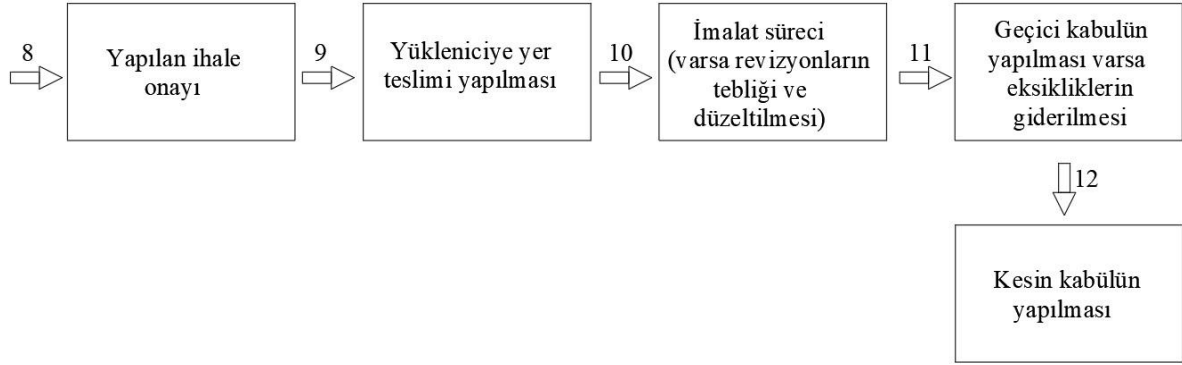 8
Yapılan ihale
onayı
9
Yükleniciye yer
teslimi yapılması
10
İmalat süreci
(varsa revizyonların
tebliği ve
düzeltilmesi)
11
Geçici kabulün
yapılması varsa
eksikliklerin
giderilmesi
12
Kesin kabülün
yapılması